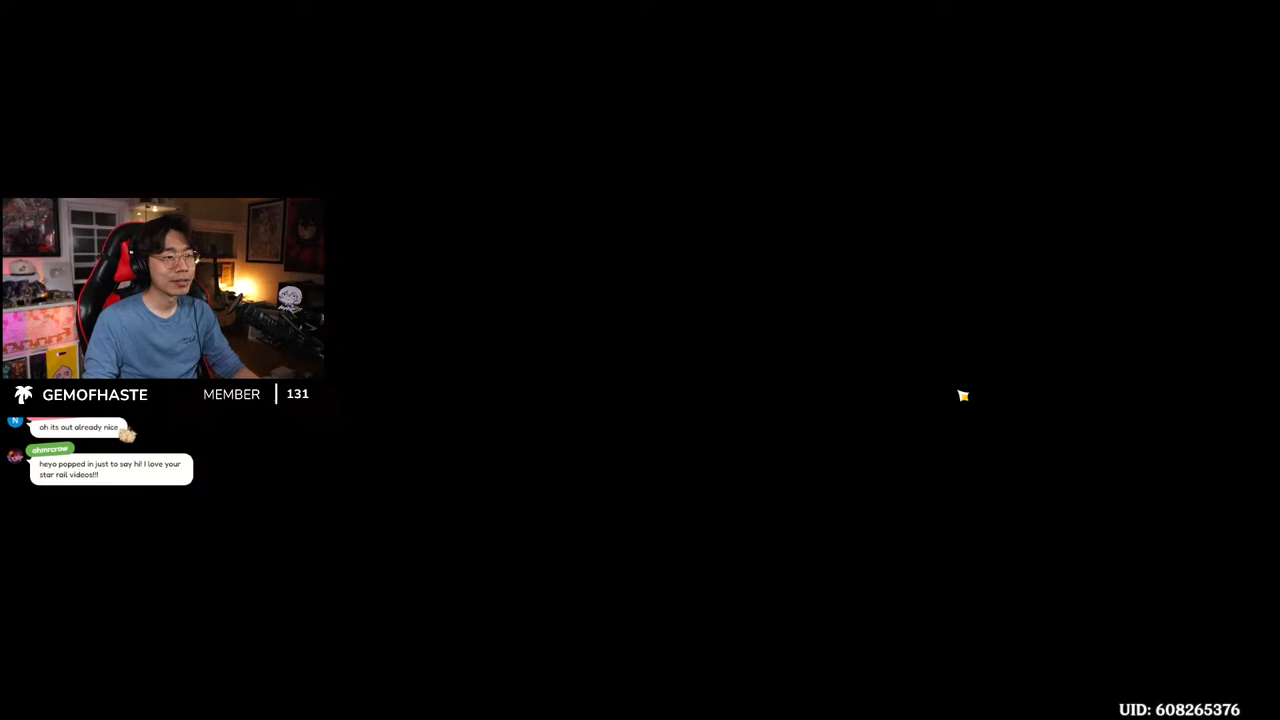 GEMOFHASTE MEMBER 131
N
oh its out already nice
ohmrcrow
heyo popped in just to say hi! I love your
star rail videos!!!
UID: 608265376